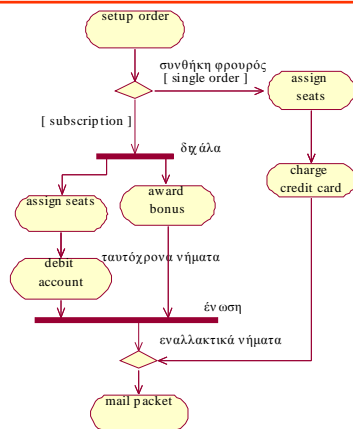 setup order
συνθήκη φρουρός
[ single order ]
assign
seats
[ subscription ]
διχάλα
charge
credit card
assign seats
award
bonus
ταυτόχρονα νήματα
debit
account
ένωση
εναλλακτικά νήματα
mail packet